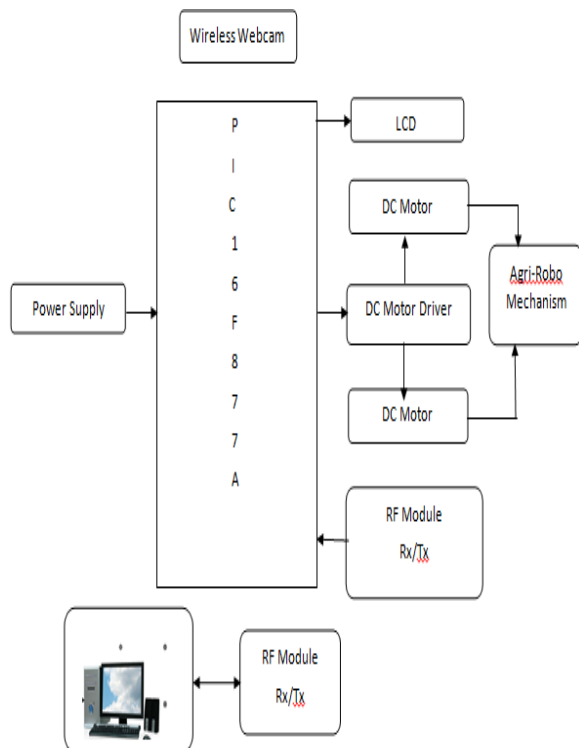 Wireless Webcam
P
I
C
1
6
F
8
7
7
A
LCD
DC Motor
Agri-Robo
Mechanism
Power Supply
DC Motor Driver
DC Motor
RF Module
Rx/Tx
RF Module
Rx/Tx